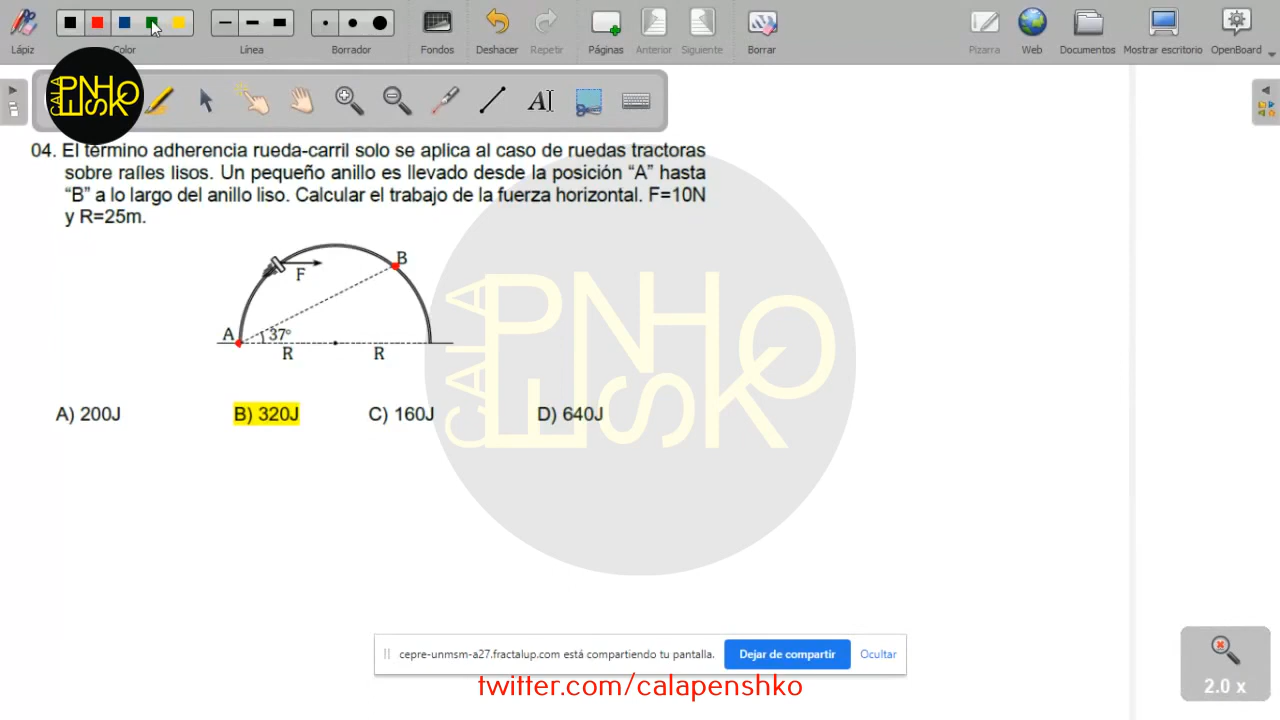 Lápiz
Color
Línea
Borrador
Fondos
Deshacer
Repetir
Páginas
Anterior
Siguiente
Borrar
Pizarra
Web
Documentos
Mostrar escritorio
OpenBoard
CALA
PENHSKO
04. El término adherencia rueda-carril solo se aplica al caso de ruedas tractoras
sobre raíles lisos. Un pequeño anillo es llevado desde la posición “A” hasta
“B” a lo largo del anillo liso. Calcular el trabajo de la fuerza horizontal. F=10N
y R=25m.
B
F
A
37°
R
R
CALA
PENHSKO
A) 200J
B) 320J
C) 160J
D) 640J
cepre-unmsm-a27.fractalup.com está compartiendo tu pantalla.
Dejar de compartir
Ocultar
twitter.com/calapenshko
2.0 x